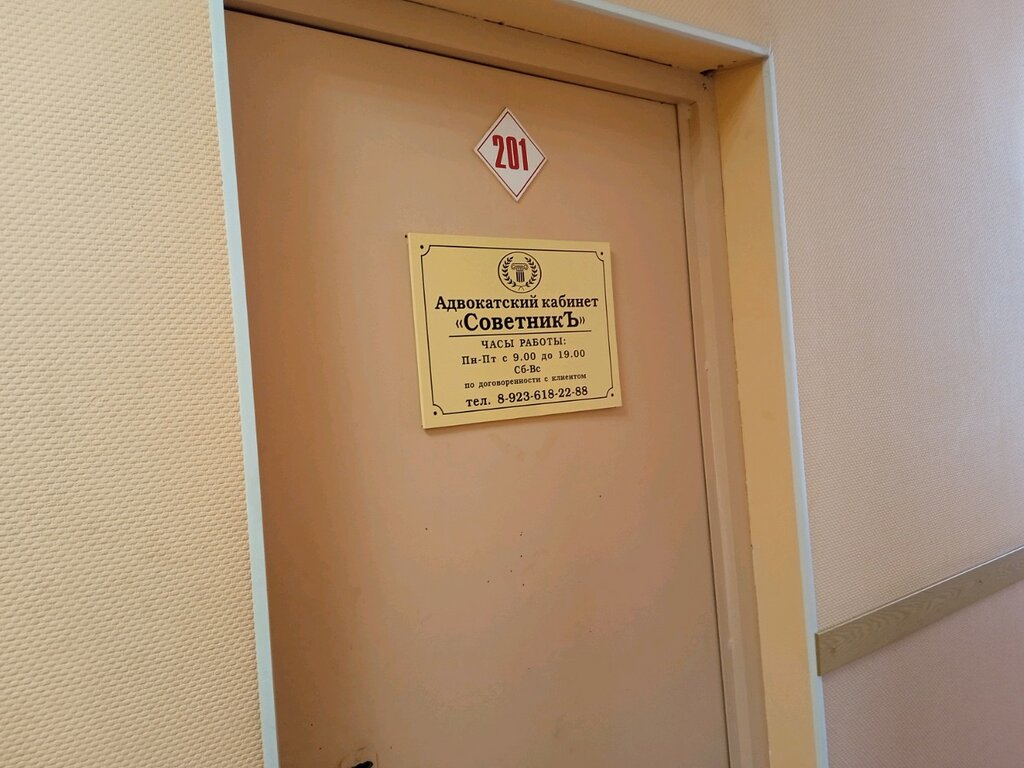 201
Адвокатский кабинет
«СоветникЪ»
ЧАСЫ РАБОТЫ:
Пн-Пт с 9.00 до 19.00
Сб-Вс
по договоренности с клиентом
тел. 8-923-618-22-88